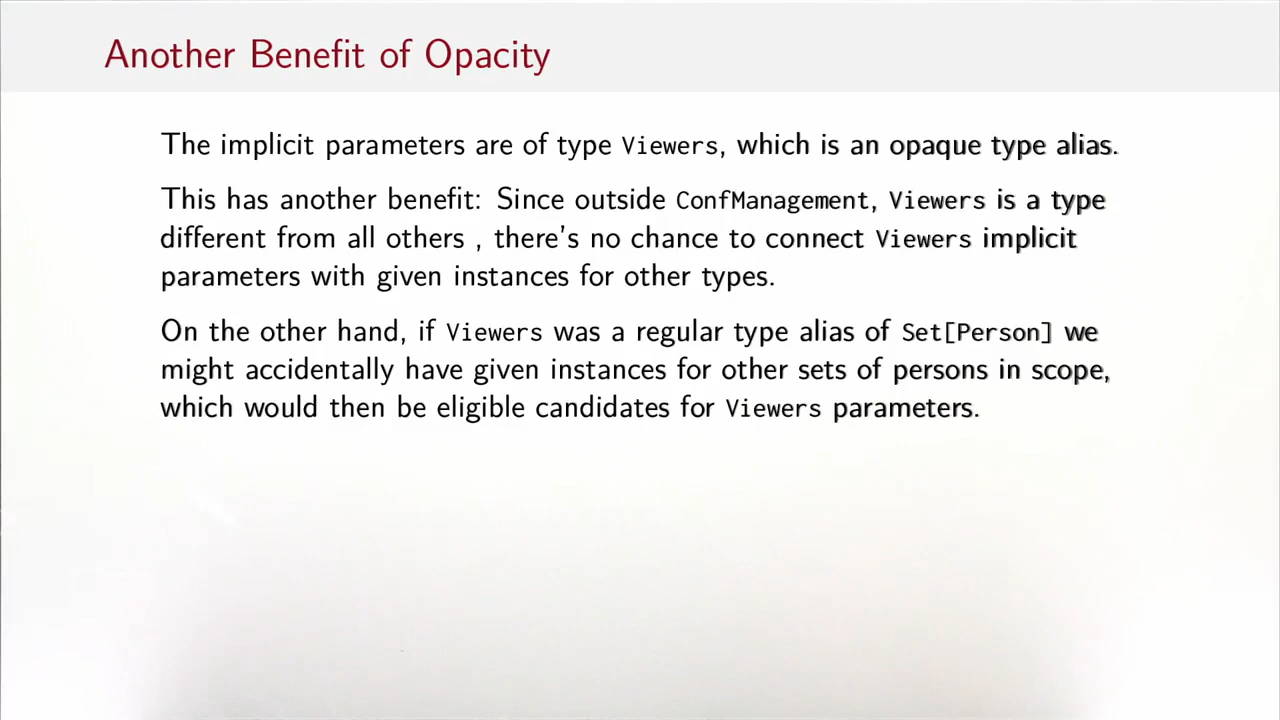 Another Benefit of Opacity
The implicit parameters are of type Viewers, which is an opaque type alias.
This has another benefit: Since outside ConfManagement, Viewers is a type
different from all others , there's no chance to connect Viewers implicit
parameters with given instances for other types.
On the other hand, if Viewers was a regular type alias of Set[Person] we
might accidentally have given instances for other sets of persons in scope,
which would then be eligible candidates for Viewers parameters.